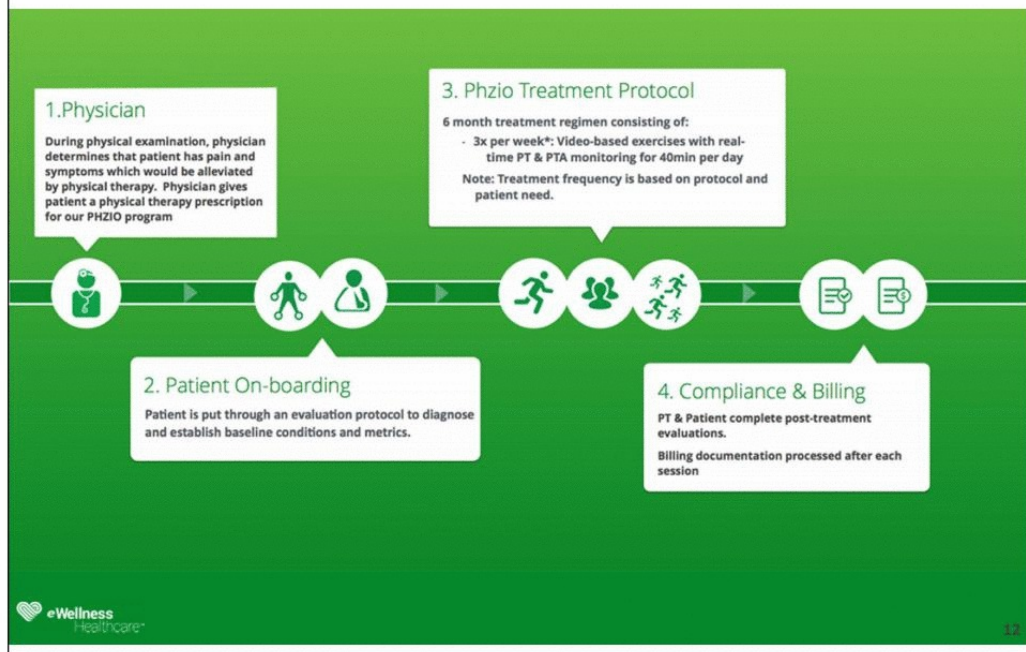 1.Physician
During physical examination, physician
determines that patient has pain and
symptoms which would be alleviated
by physical therapy. Physician gives
patient a physical therapy prescription
for our PHZIO program
2. Patient On-boarding
Patient is put through an evaluation protocol to diagnose
and establish baseline conditions and metrics.
3. Phzio Treatment Protocol
6 month treatment regimen consisting of:
- 3x per week*: Video-based exercises with real-
time PT & PTA monitoring for 40min per day
Note: Treatment frequency is based on protocol and
patient need.
4. Compliance & Billing
PT & Patient complete post-treatment
evaluations.
Billing documentation processed after each
session
eWellness
Healthcare
12